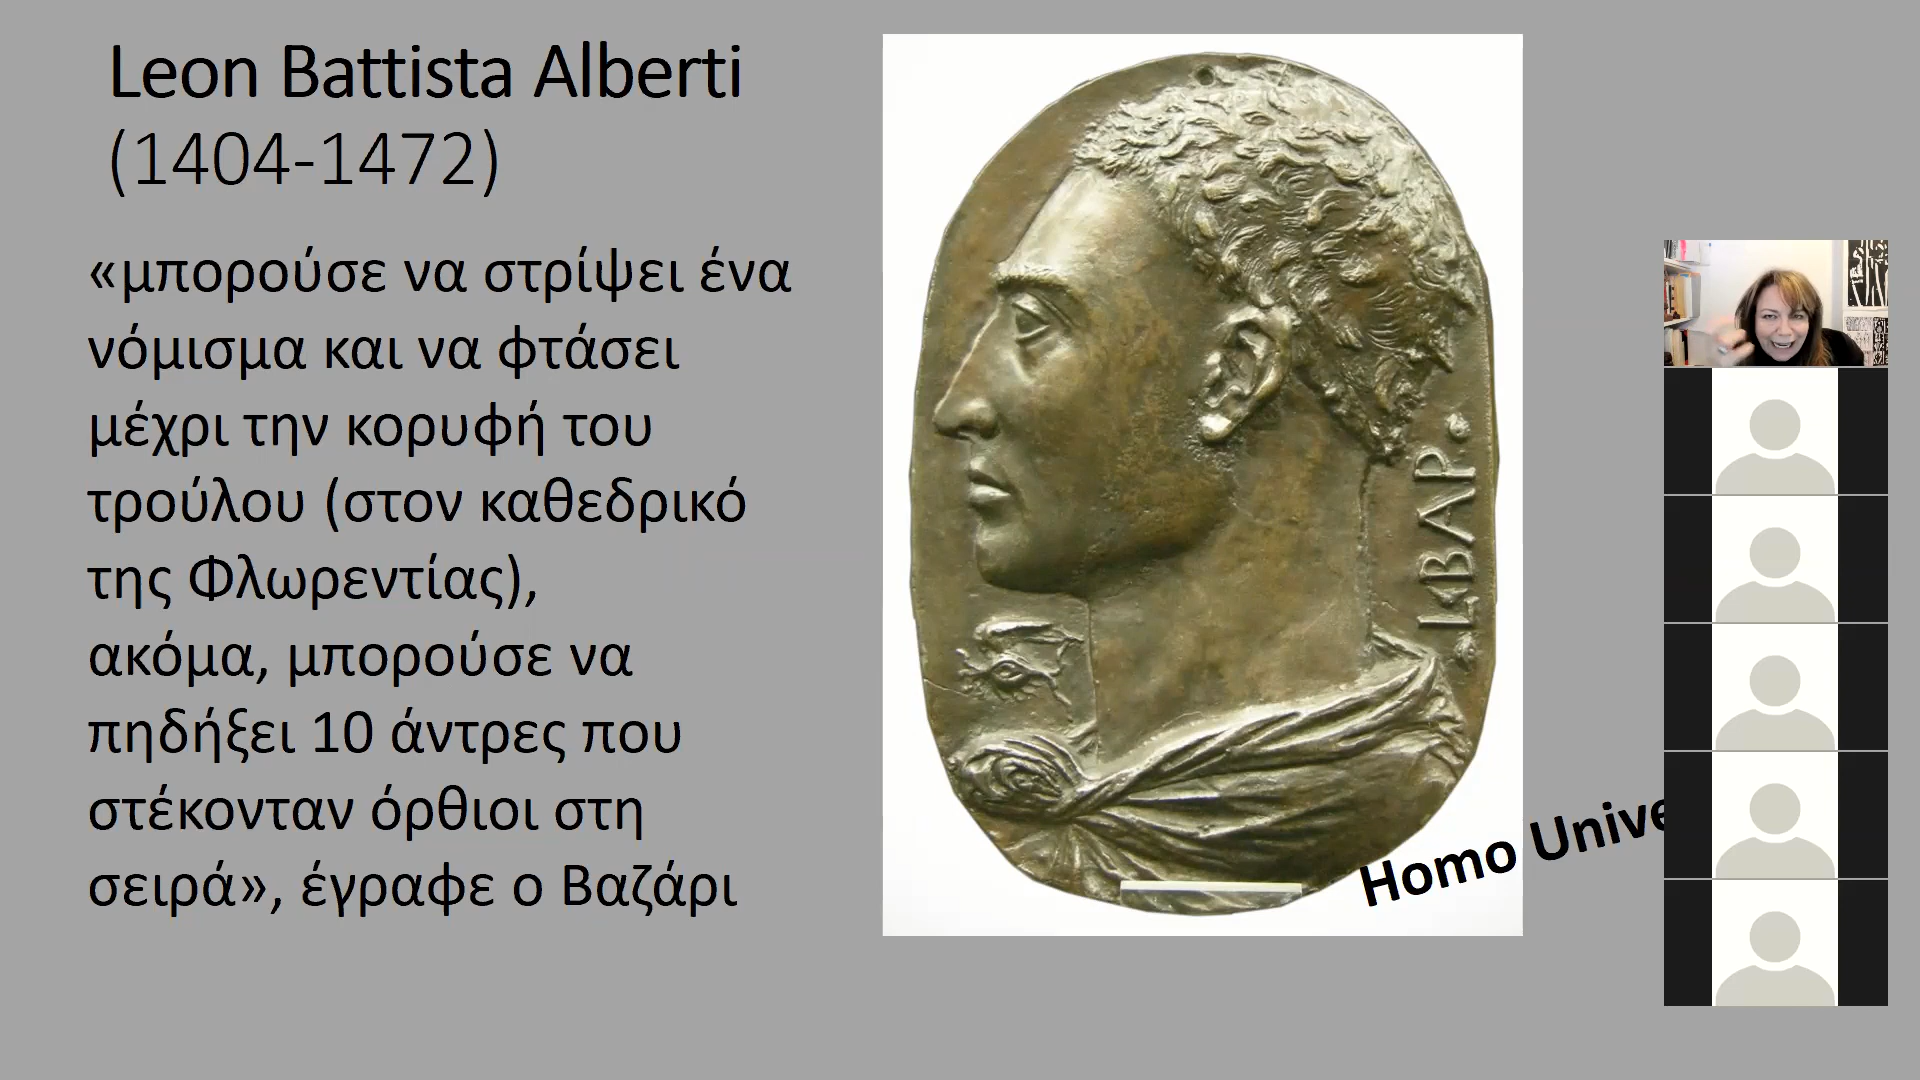 Leon Battista Alberti
(1404-1472)
«μπορούσε να στρίψει ένα
νόμισμα και να φτάσει
μέχρι την κορυφή του
τρούλου (στον καθεδρικό
της Φλωρεντίας),
ακόμα, μπορούσε να
πηδήξει 10 άντρες που
στέκονταν όρθιοι στη
σειρά», έγραφε ο Βαζάρι
Homo Unive